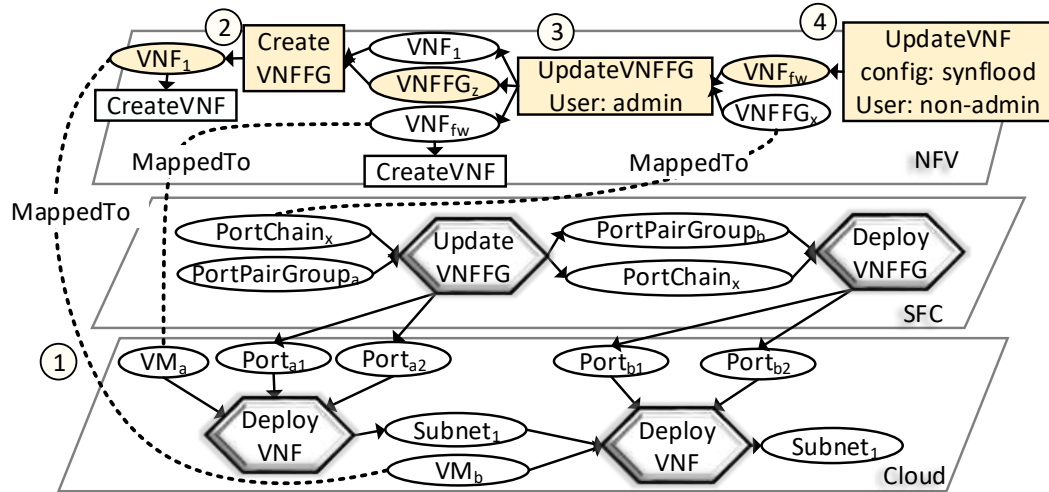 2
3
4
VNF1
Create
VNFFG
VNF1
VNFFGz
VNFfw
UpdateVNFFG
User: admin
VNFfw
VNFFGx
UpdateVNF
config: synflood
User: non-admin
CreateVNF
CreateVNF
MappedTo
MappedTo
NFV
MappedTo
PortChainx
PortPairGroupa
Update
VNFFG
PortPairGroupb
PortChainx
Deploy
VNFFG
SFC
1
VMa
Porta1
Porta2
Portb1
Portb2
Deploy
VNF
Subnet1
VMb
Deploy
VNF
Subnet1
Cloud